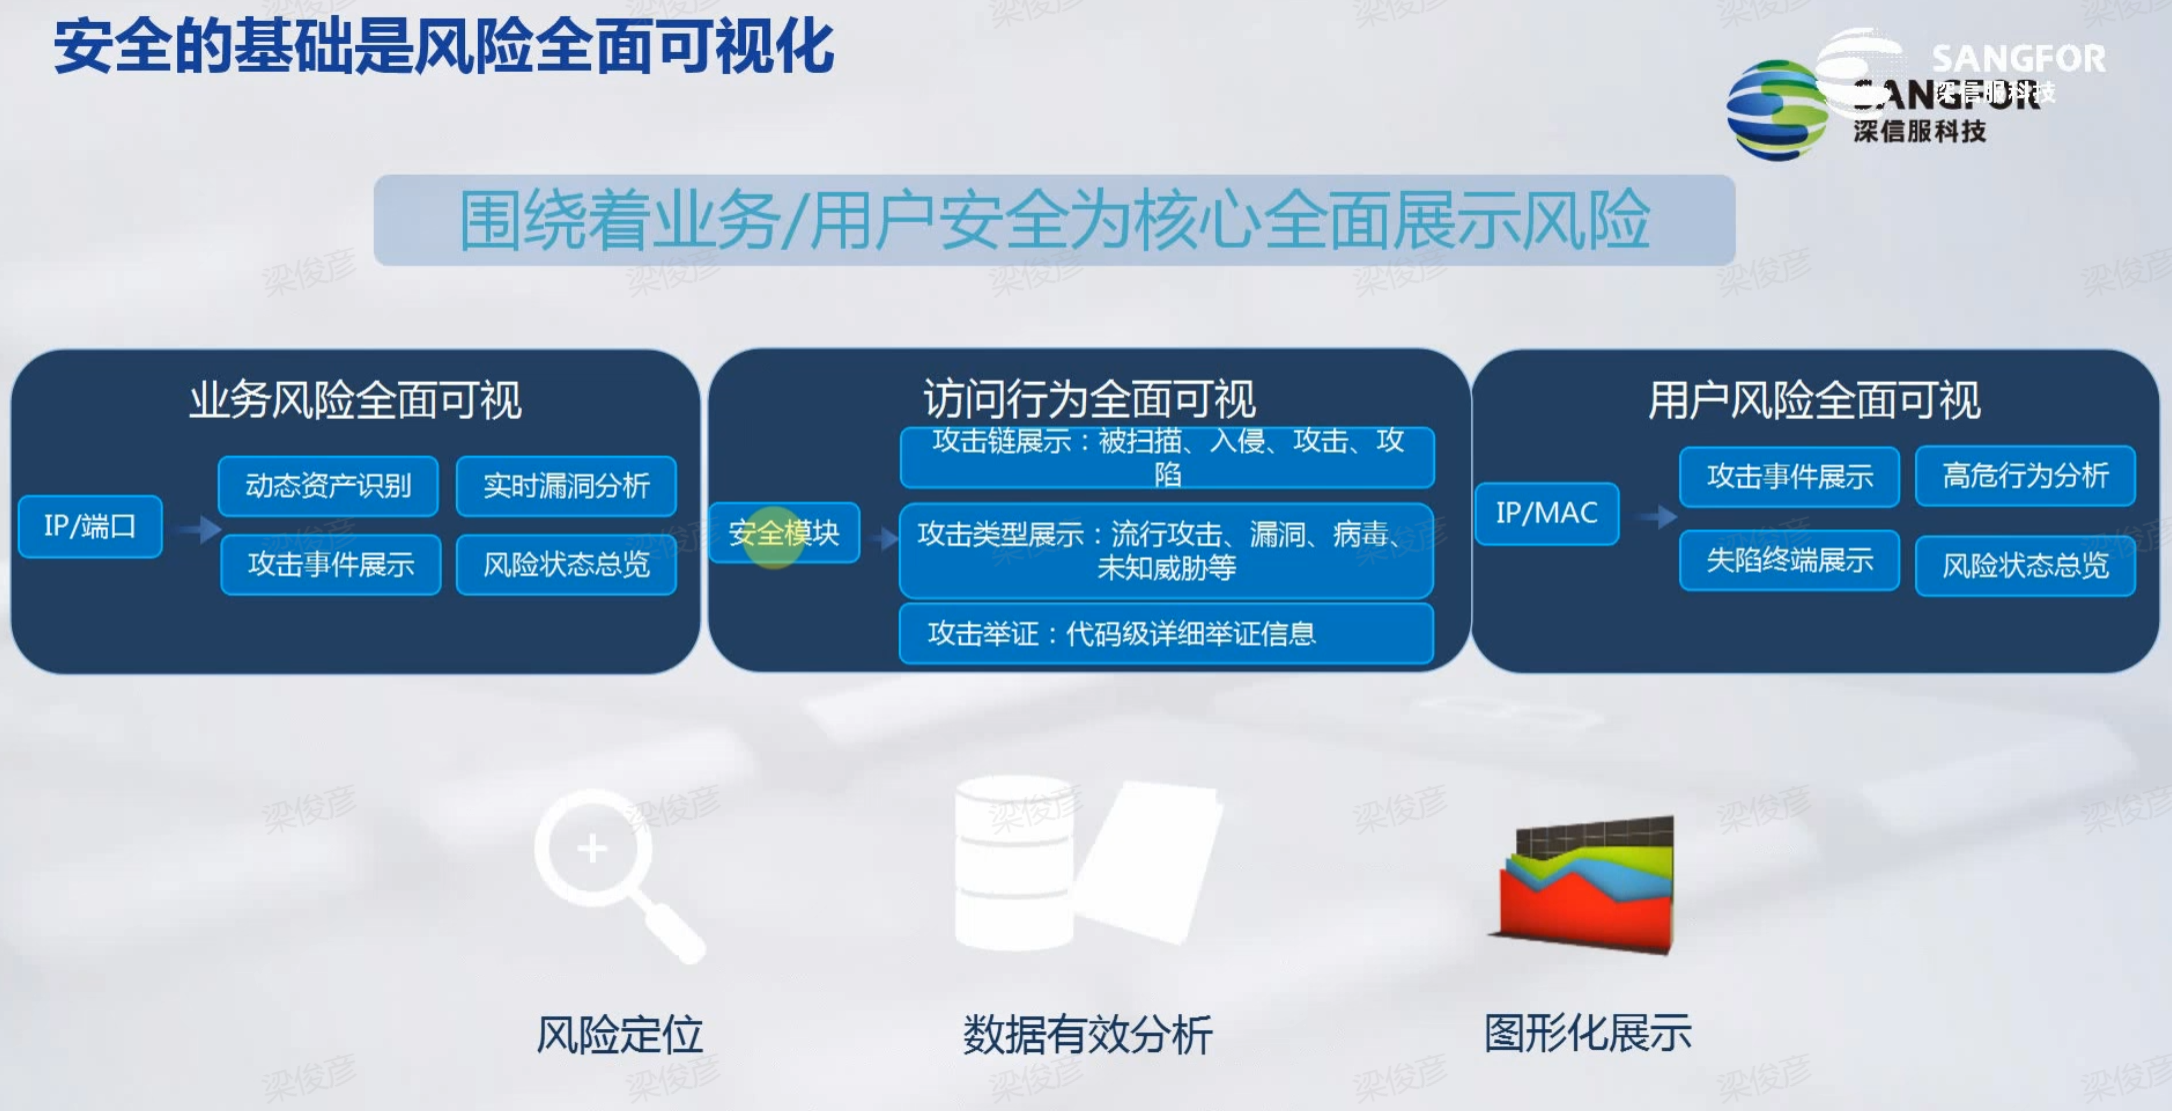 安全的基础是风险全面可视化
SANGFOR
深信服科技
SANGFOR
深信服科技
围绕着业务/用户安全为核心全面展示风险
业务风险全面可视
IP/端口
动态资产识别
实时漏洞分析
攻击事件展示
风险状态总览
访问行为全面可视
安全模块
攻击链展示：被扫描、入侵、攻击、攻
陷
攻击类型展示：流行攻击、漏洞、病毒、
未知威胁等
攻击举证：代码级详细举证信息
用户风险全面可视
IP/MAC
攻击事件展示
高危行为分析
失陷终端展示
风险状态总览
风险定位
数据有效分析
图形化展示
梁俊彦